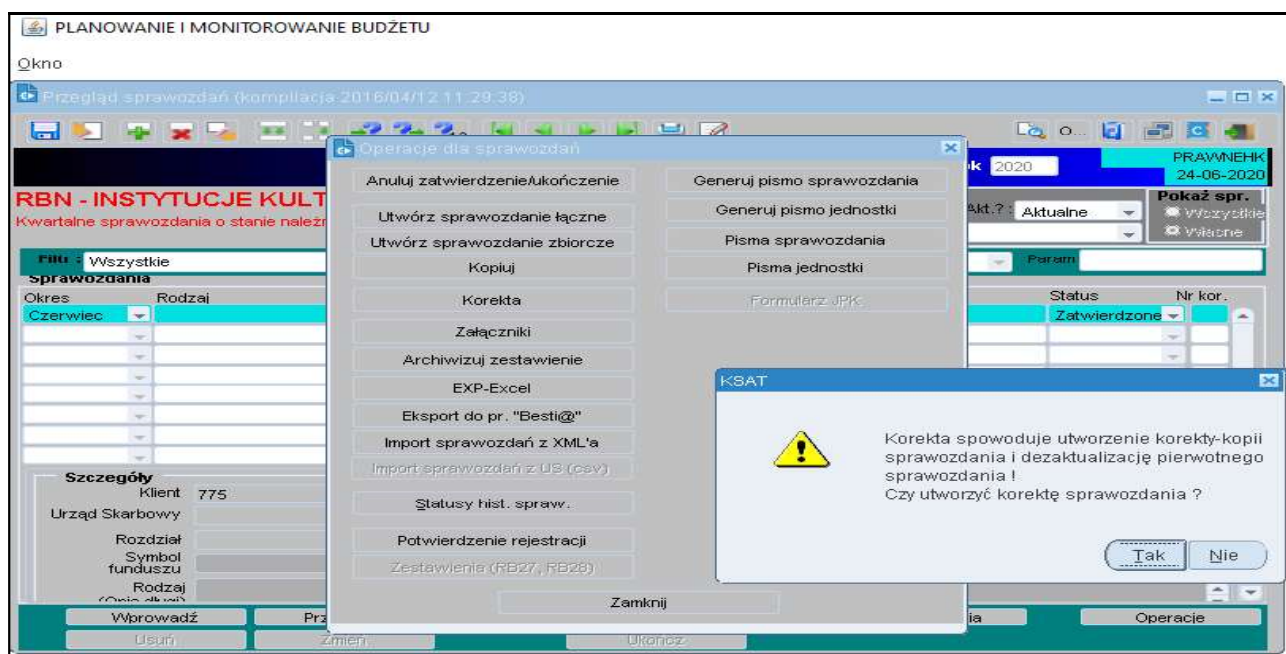 PLANOWANIE I MONITOROWANIE BUDŻETU
Okno
Przegląd sprawozdań (kompilacja 2016/04/12 11:29:38)
O...
Operacje dla sprawozdań
ok 2020
PRAWNEHK
24-06-2020
RBN - INSTYTUCJE KULT
Kwartalne sprawozdania o stanie należr
Akt.? : Aktualne
Pokaż spr.
Wszystkie
Własne
Filtr : Wszystkie
Param
Sprawozdania
Okres Rodzaj
Status Nr kor.
Czerwiec
Zatwierdzone
Anuluj zatwierdzenie/ukończenie
Utwórz sprawozdanie łączne
Utwórz sprawozdanie zbiorcze
Kopiuj
Korekta
Załączniki
Archiwizuj zestawienie
EXP-Excel
Eksport do pr. "Besti@"
Import sprawozdań z XML'a
Import sprawozdań z US (csv)
Statusy hist. spraw.
Potwierdzenie rejestracji
Zestawienia (RB27, RB28)
Generuj pismo sprawozdania
Generuj pismo jednostki
Pisma sprawozdania
Pisma jednostki
Formularz JPK
Zamknij
KSAT
Korekta spowoduje utworzenie korekty-kopii
sprawozdania i dezaktualizację pierwotnego
sprawozdania !
Czy utworzyć korektę sprawozdania ?
Tak Nie
Szczegóły
Klient 775
Urząd Skarbowy
Rozdział
Symbol
funduszu
Rodzaj
Wprowadź
Prz
ia
Operacje
Usuń
Zmień
Ukończ